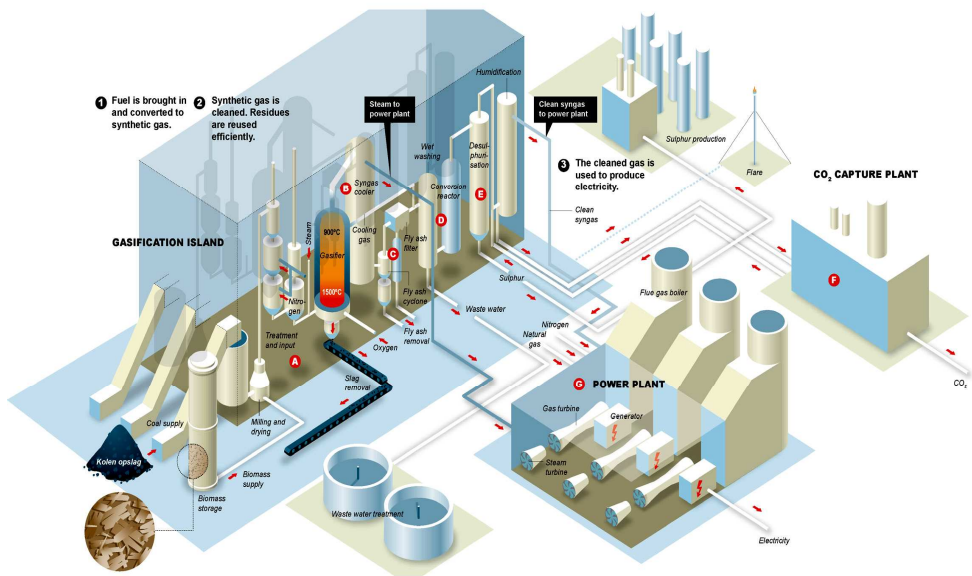 1 Fuel is brought in
and converted to
synthetic gas.
2 Synthetic gas is
cleaned. Residues
are reused
efficiently.
Steam to
power plant
Humidification
Clean syngas
to power plant
Sulphur production
Flare
3 The cleaned gas is
used to produce
electricity.
CO₂ CAPTURE PLANT
GASIFICATION ISLAND
Wet
washing
Desul-
phuri-
sation
B
Syngas
cooler
Conversion
reactor
E
D
Clean
syngas
Steam
900°C
Gasifier
1500°C
Cooling
gas
C
Fly ash
filter
Fly ash
cyclone
Fly ash
removal
Sulphur
Waste water
Flue gas boiler
F
Nitro-
gen
Treatment
and input
A
Oxygen
Nitrogen
Natural
gas
CO₂
Slag
removal
G POWER PLANT
Gas turbine
Generator
Steam
turbine
Coal supply
Milling and
drying
Kolen opslag
Biomass
supply
Biomass
storage
Waste water treatment
Electricity